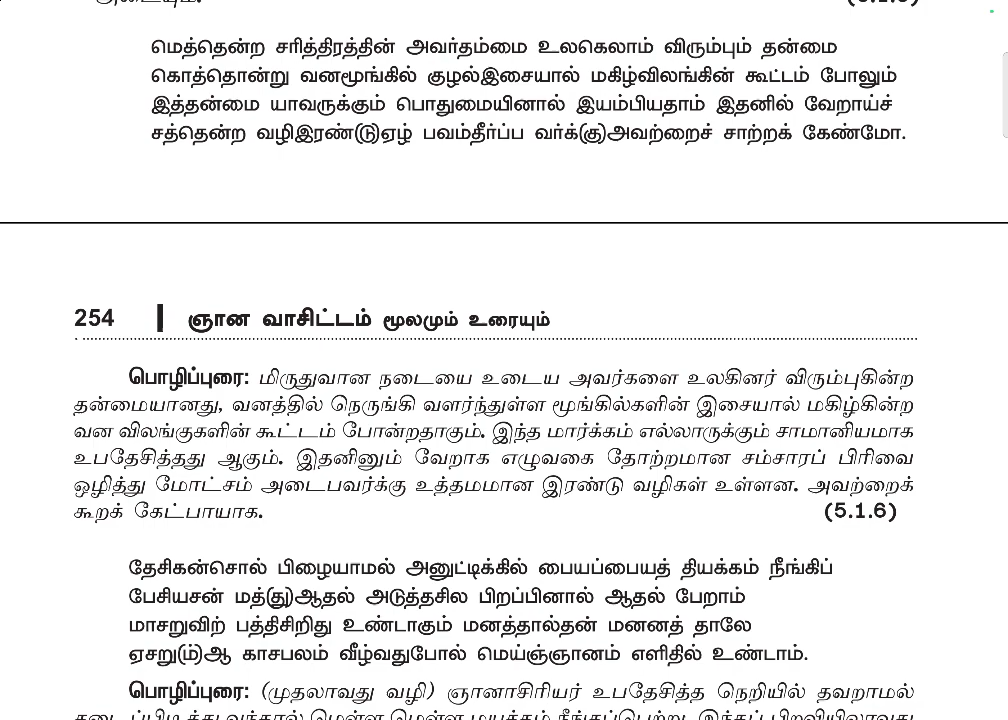 மெத்தென்ற சரித்திரத்தின் அவர்தம்மை உலகெலாம் விரும்பும் தன்மை
கொத்தொன்று வனமூங்கில் குழல்இசையால் மகிழ்விலங்கின் கூட்டம் போலும்
இத்தன்மை யாவருக்கும் பொதுமையினால் இயம்பியதாம் இதனில் வேறாய்ச்
சத்தென்ற வழிஇரண்(டு)ஏழ் பவம்தீர்ப்ப வர்க்(கு)அவற்றைச் சாற்றக் கேண்மோ.
254 ஞான வாசிட்டம் மூலமும் உரையும்
பொழிப்புரை: மிருதுவான நடையை உடைய அவர்களை உலகினர் விரும்புகின்ற
தன்மையானது, வனத்தில் நெருங்கி வளர்ந்துள்ள மூங்கில்களின் இசையால் மகிழ்கின்ற
வன விலங்குகளின் கூட்டம் போன்றதாகும். இந்த மார்க்கம் எல்லாருக்கும் சாமானியமாக
உபதேசித்தது ஆகும். இதனினும் வேறாக எழுவகை தோற்றமான சம்சாரப் பிரிவை
ஒழித்து மோட்சம் அடைபவர்க்கு உத்தமமான இரண்டு வழிகள் உள்ளன. அவற்றைக்
கூறக் கேட்பாயாக. (5.1.6)
தேசிகன்சொல் பிழையாமல் அனுட்டிக்கில் பையப்பையத் தியக்கம் நீங்கிப்
பேசியசன் மத்(து)ஆதல் அடுத்தசில பிறப்பினால் ஆதல் பேறாம்
மாசறுவிற் பத்திசிறிது உண்டாகும் மனத்தால்தன் மனனத் தாலே
ஏசறு(ம்)ஆ காசபலம் வீழ்வதுபோல் மெய்ஞ்ஞானம் எளிதில் உண்டாம்.
பொழிப்புரை: (முதலாவது வழி) ஞானாசிரியர் உபதேசித்த நெறியில் தவறாமல்